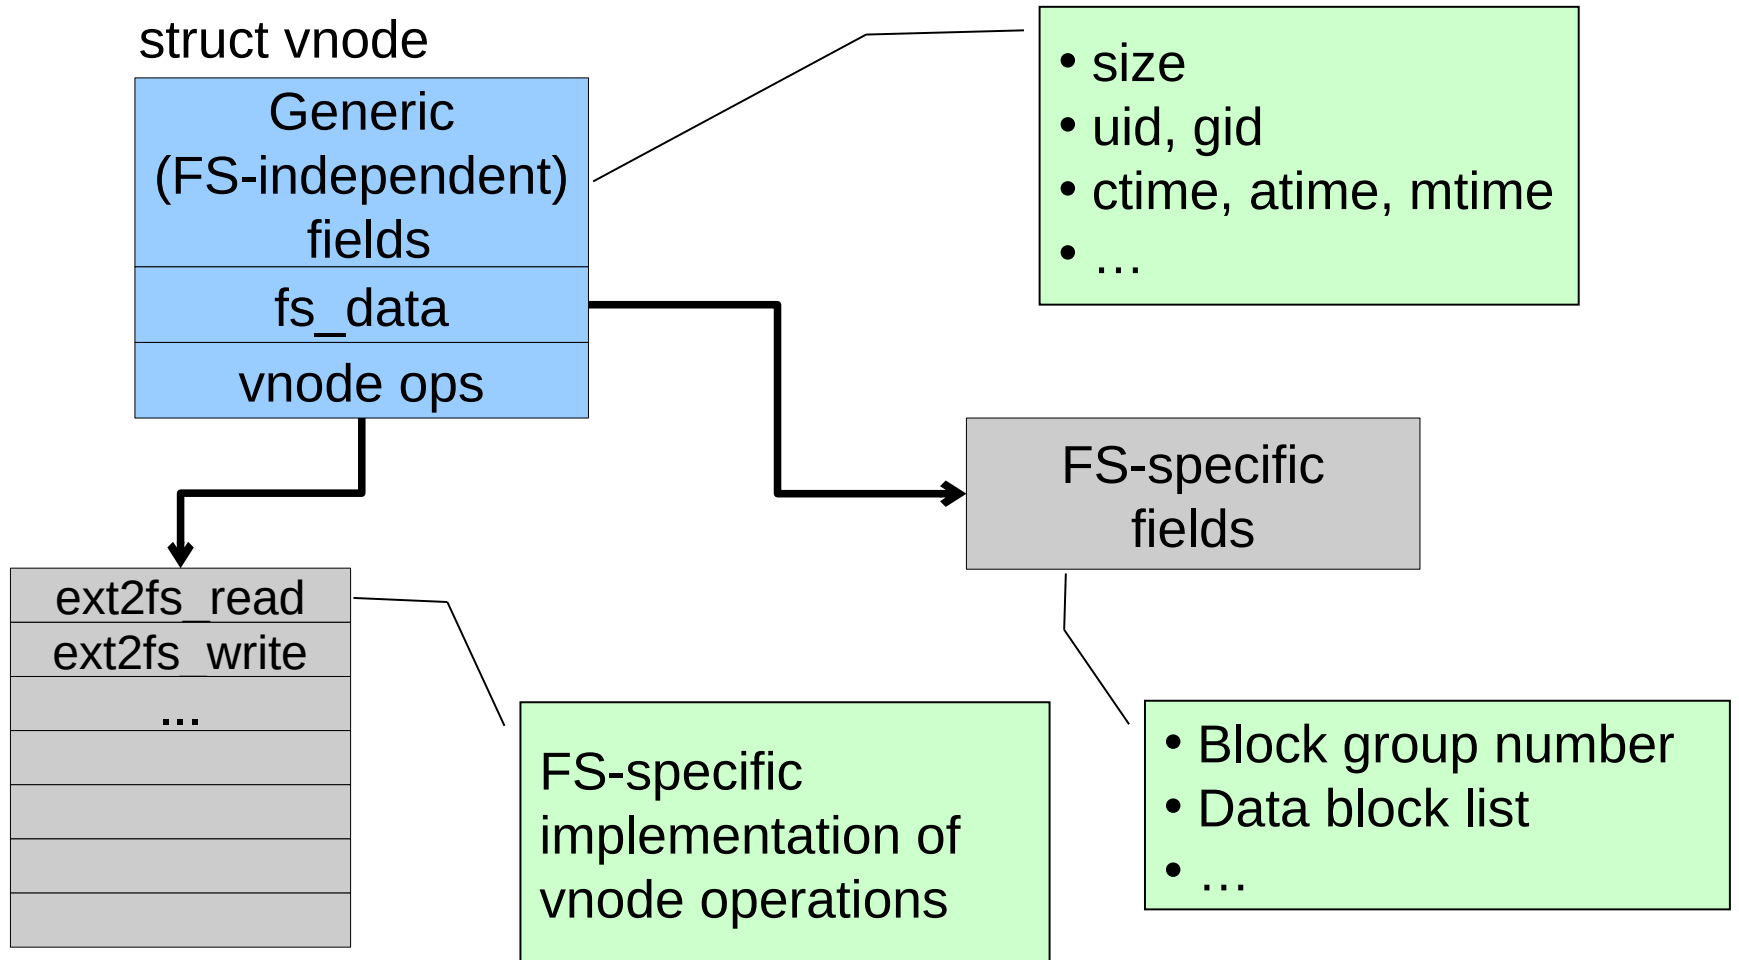 struct vnode
Generic
(FS-independent)
fields
fs_data
vnode ops
• size
• uid, gid
• ctime, atime, mtime
• …
FS-specific
fields
ext2fs_read
ext2fs_write
...
FS-specific
implementation of
vnode operations
• Block group number
• Data block list
• …